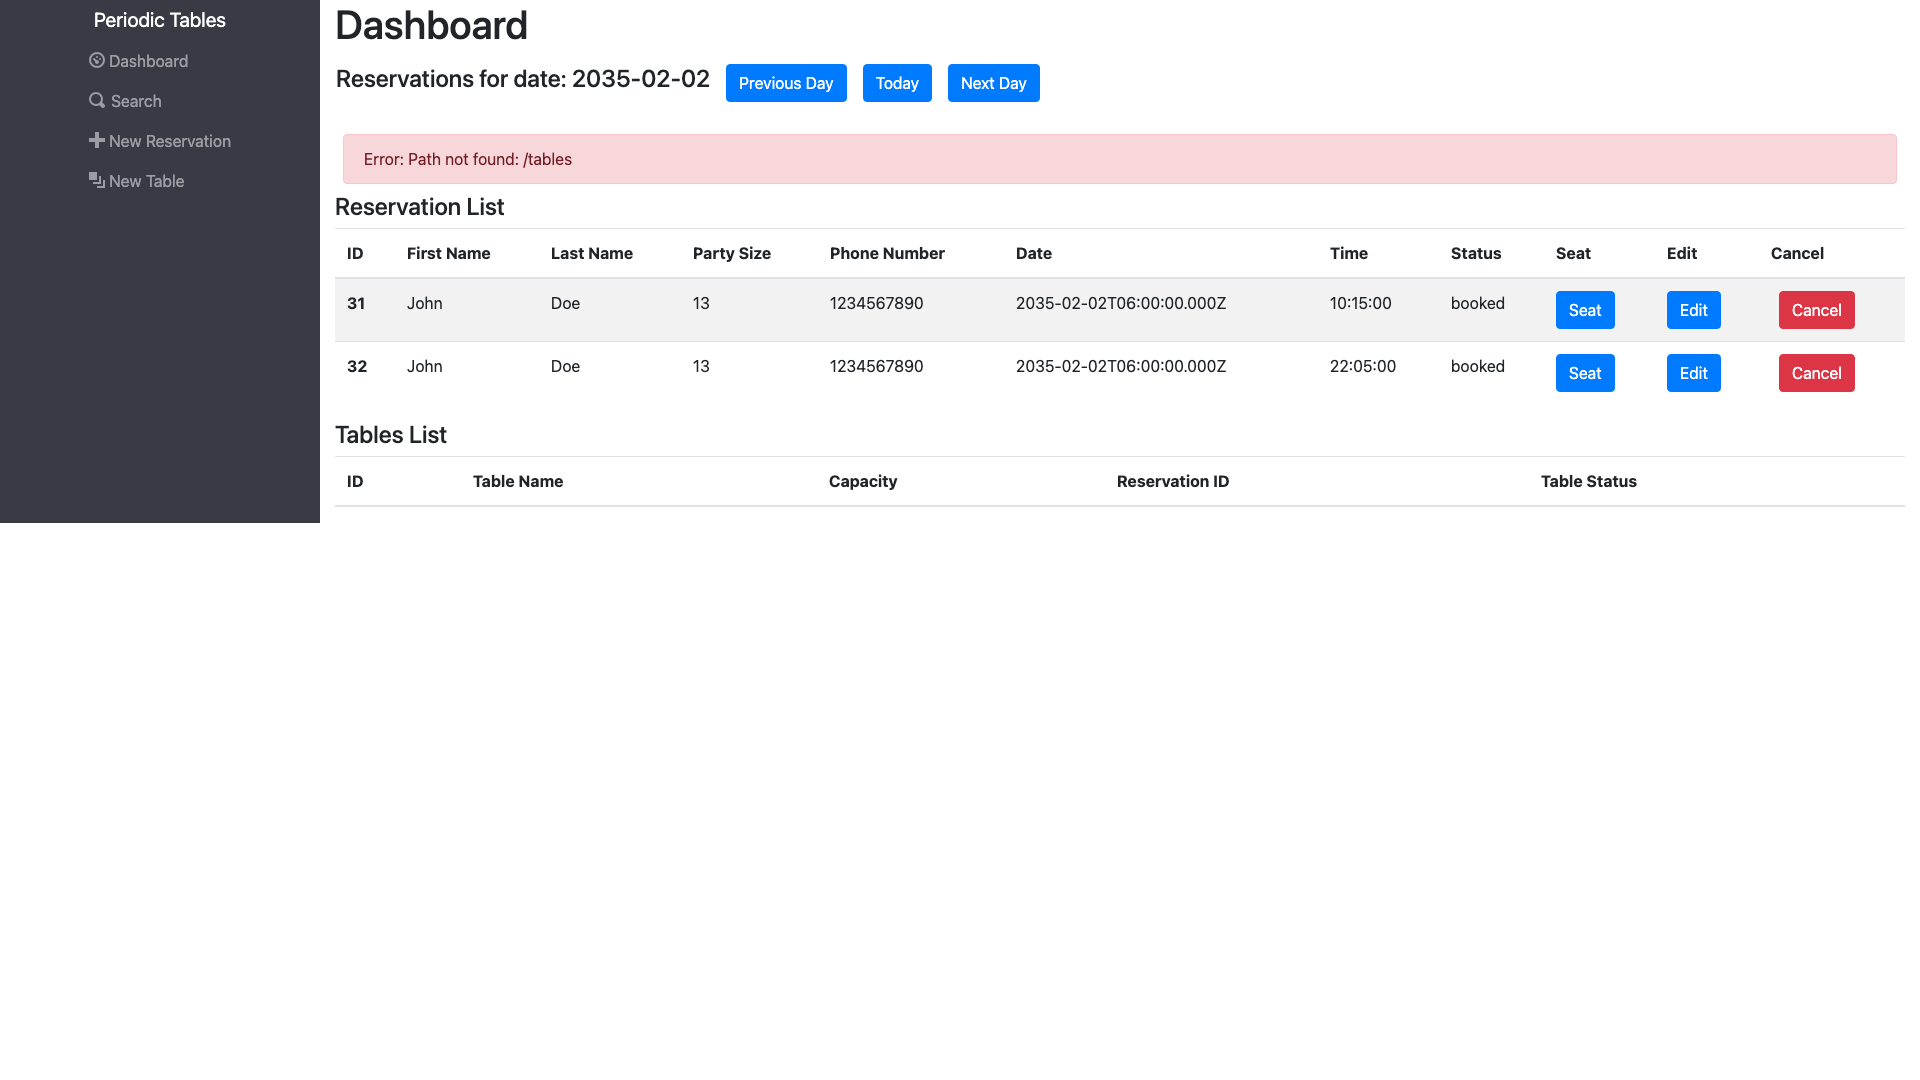 Periodic Tables
Dashboard
Search
New Reservation
New Table
Dashboard
Reservations for date: 2035-02-02 Previous Day Today Next Day
Error: Path not found: /tables
Reservation List
ID First Name Last Name Party Size Phone Number Date Time Status Seat Edit Cancel
31 John Doe 13 1234567890 2035-02-02T06:00:00.000Z 10:15:00 booked Seat Edit Cancel
32 John Doe 13 1234567890 2035-02-02T06:00:00.000Z 22:05:00 booked Seat Edit Cancel
Tables List
ID Table Name Capacity Reservation ID Table Status